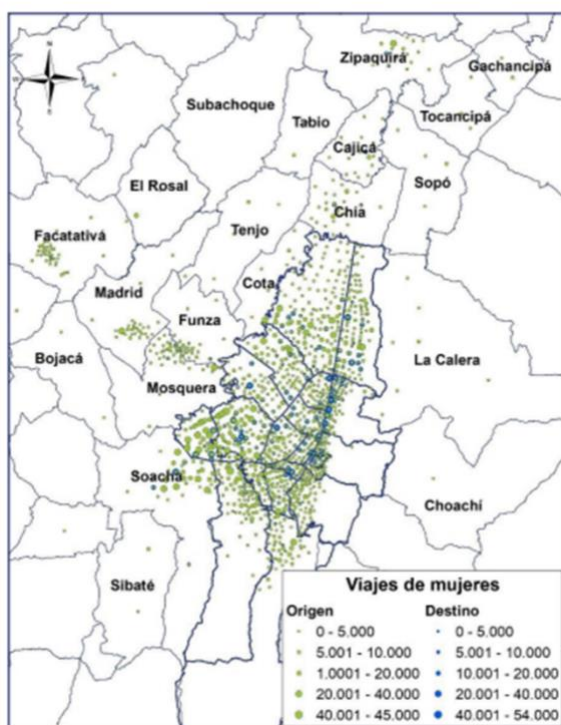 N
Zipaquirá
Gachancipá
Subachoque
Tabio
Tocancipá
Cajicá
El Rosal
Sopó
Chía
Tenjo
Facatativá
Madrid
Cota
Funza
Bojacá
La Calera
Mosquera
Soacha
Choachí
Sibaté
Viajes de mujeres
Origen Destino
0 - 5.000 0 - 5.000
5.001 - 10.000 5.001 - 10.000
1.0001 - 20.000 10.001 - 20.000
20.001 - 40.000 20.001 - 40.000
40.001 - 45.000 40.001 - 54.000